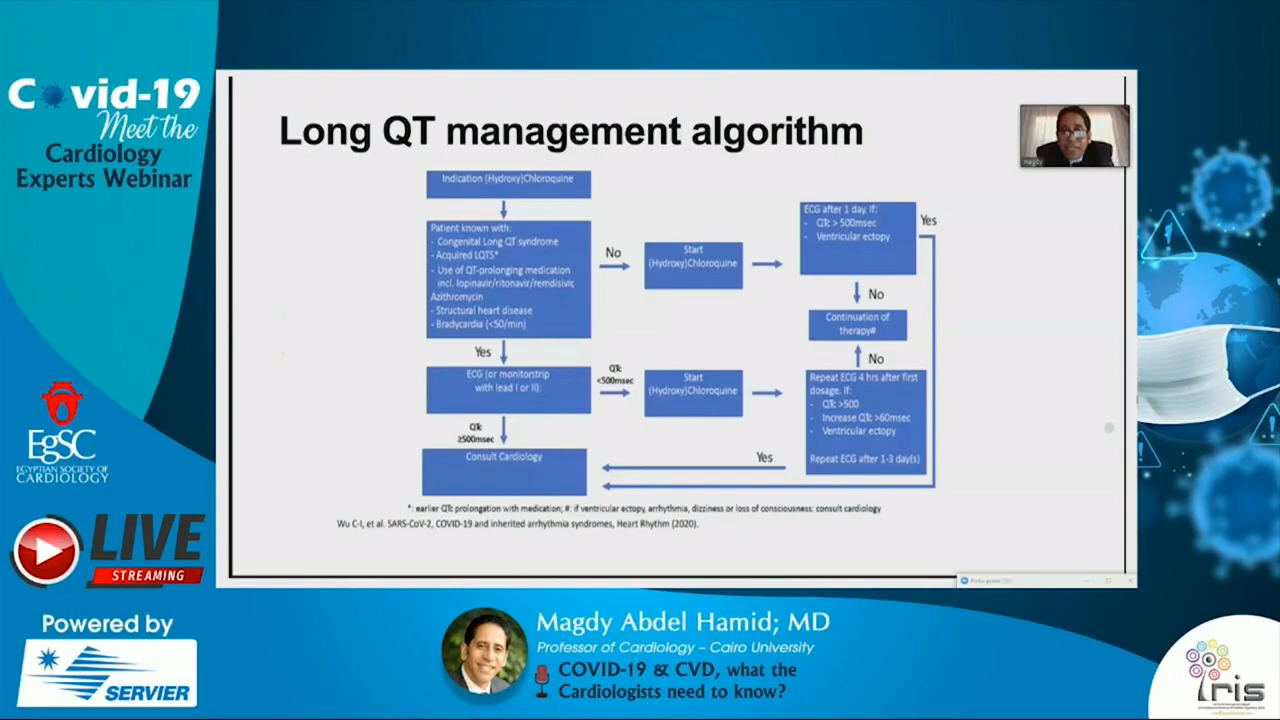 Covid-19
Meet the
Cardiology
Experts Webinar
EgSC
EGYPTIAN SOCIETY OF
CARDIOLOGY
LIVE
STREAMING
Powered by
SERVIER
Long QT management algorithm
magdy
Indication (Hydroxy)Chloroquine
Patient known with:
- Congenital Long QT syndrome
- Acquired LQTS*
- Use of QT-prolonging medication
incl. lopinavir/ritonavir/remdisivir,
Azithromycin
- Structural heart disease
- Bradycardia (<50/min)
No
Start
(Hydroxy)Chloroquine
ECG after 1 day, if:
- QTc > 500msec
- Ventricular ectopy
Yes
No
Continuation of
therapy#
No
Yes
ECG (or monitorstrip
with lead I or II):
QTc
<500msec
Start
(Hydroxy)Chloroquine
Repeat ECG 4 hrs after first
dosage, if:
- QTc >500
- Increase QTc >60msec
- Ventricular ectopy
Repeat ECG after 1-3 day(s)
QTc
≥500msec
Yes
Consult Cardiology
*: earlier QTc prolongation with medication; #: if ventricular ectopy, arrhythmia, dizziness or loss of consciousness: consult cardiology
Wu C-I, et al. SARS-CoV-2, COVID-19 and inherited arrhythmia syndromes, Heart Rhythm (2020).
Magdy Abdel Hamid; MD
Professor of Cardiology – Cairo University
COVID-19 & CVD, what the
Cardiologists need to know?
Iris